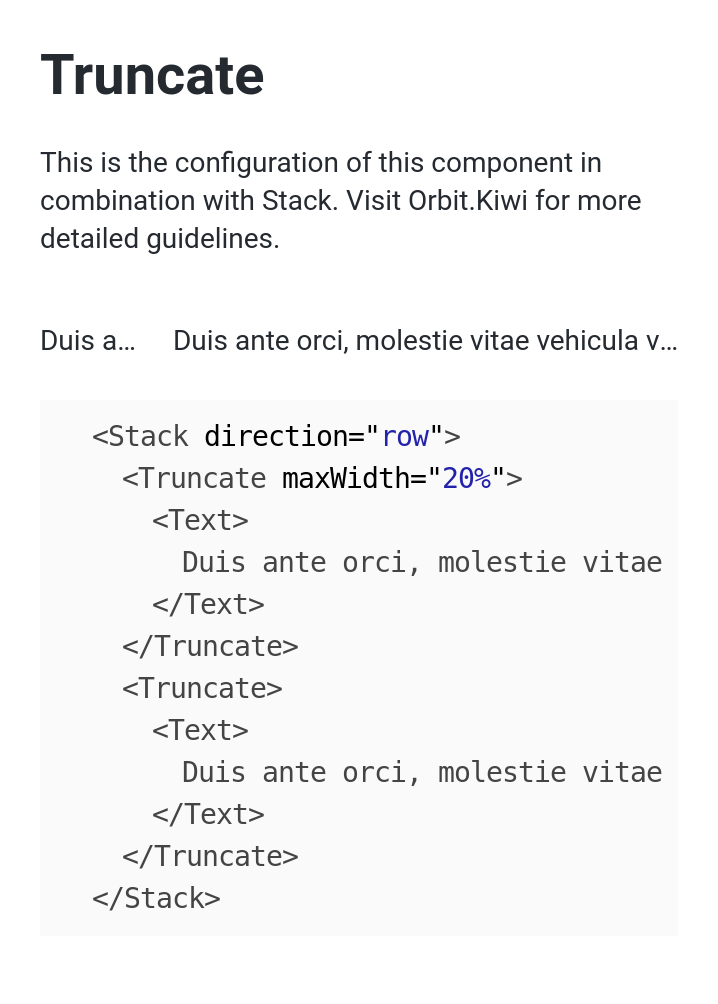 Truncate
This is the configuration of this component in
combination with Stack. Visit Orbit.Kiwi for more
detailed guidelines.
Duis a… Duis ante orci, molestie vitae vehicula v…
<Stack direction="row">
<Truncate maxWidth="20%">
<Text>
Duis ante orci, molestie vitae
</Text>
</Truncate>
<Truncate>
<Text>
Duis ante orci, molestie vitae
</Text>
</Truncate>
</Stack>